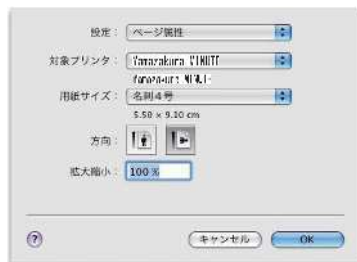 設定： ページ属性
対象プリンタ： Yamazakura MINUTE
用紙サイズ： 名刺4号
5.50 x 9.10 cm
方向：
拡大縮小： 100 %
? キャンセル OK